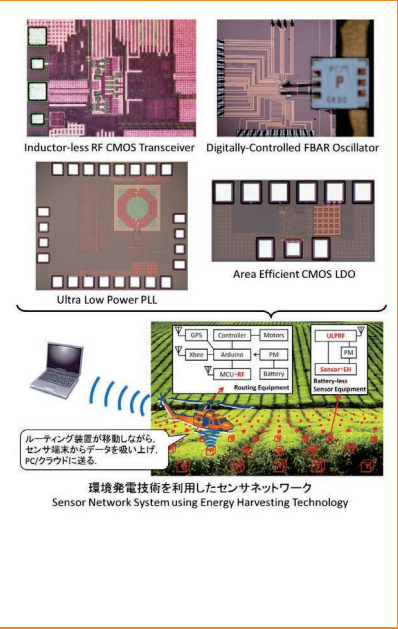 Inductor-less RF CMOS Transceiver
Digitally-Controlled FBAR Oscillator
P
Ultra Low Power PLL
Area Efficient CMOS LDO
GPS
Controller
Motors
Xbee
Arduino
PM
MCU・RF
Battery
Routing Equipment
ULPRF
PM
Sensor・EH
Battery-less
Sensor Equipment
ルーティング装置が移動しながら,
センサ端末からデータを吸い上げ,
PC/クラウドに送る.
環境発電技術を利用したセンサネットワーク
Sensor Network System using Energy Harvesting Technology